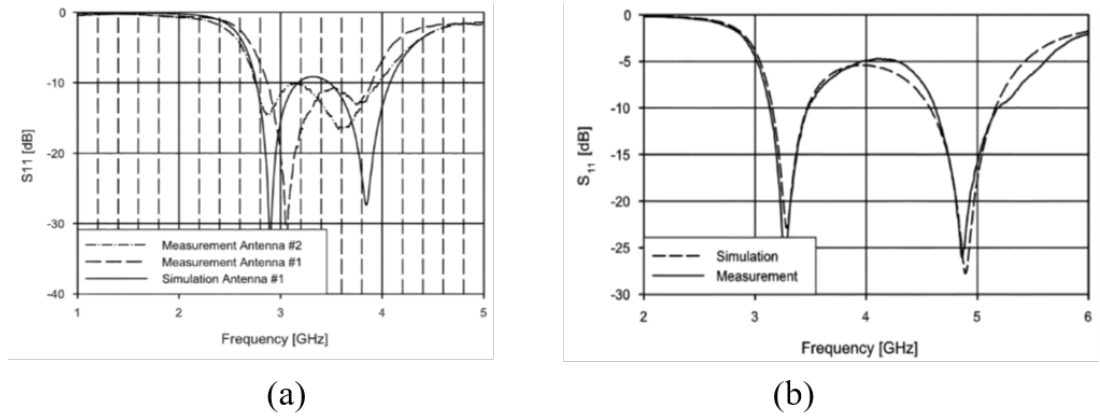 0
-10
-20
-30
-40
S11 [dB]
Measurement Antenna #2
Measurement Antenna #1
Simulation Antenna #1
1 2 3 4 5
Frequency [GHz]
(a)
0
-5
-10
-15
-20
-25
-30
S11 [dB]
Simulation
Measurement
2 3 4 5 6
Frequency [GHz]
(b)